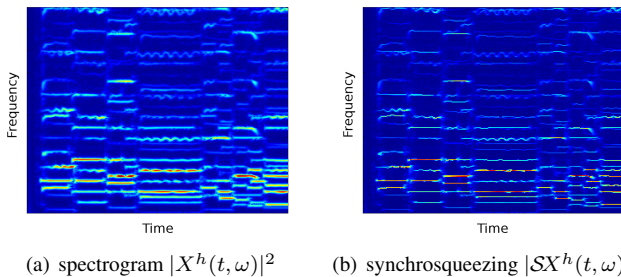 Frequency
Time
(a) spectrogram |X^h(t, ω)|^2
Frequency
Time
(b) synchrosqueezing |𝒮X^h(t, ω)